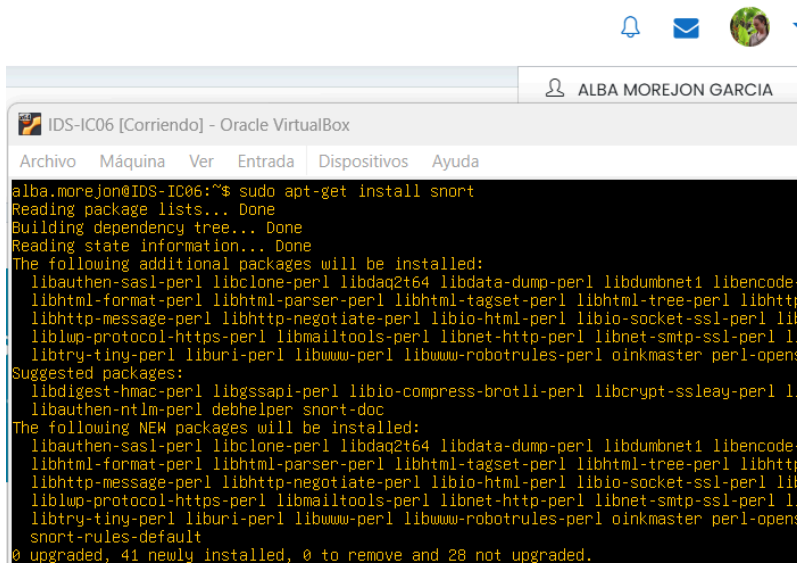 ALBA MOREJON GARCIA
IDS-IC06 [Corriendo] - Oracle VirtualBox
Archivo Máquina Ver Entrada Dispositivos Ayuda
alba.morejon@IDS-IC06:~$ sudo apt-get install snort
Reading package lists... Done
Building dependency tree... Done
Reading state information... Done
The following additional packages will be installed:
libauthen-sasl-perl libclone-perl libdaq2t64 libdata-dump-perl libdumbnet1 libencode-
libhtml-format-perl libhtml-parser-perl libhtml-tagset-perl libhtml-tree-perl libhttp
libhttp-message-perl libhttp-negotiate-perl libio-html-perl libio-socket-ssl-perl lib
liblwp-protocol-https-perl libmailtools-perl libnet-http-perl libnet-smtp-ssl-perl l
libtry-tiny-perl liburi-perl libwww-perl libwww-robotrules-perl oinkmaster perl-opens
Suggested packages:
libdigest-hmac-perl libgssapi-perl libio-compress-brotli-perl libcrypt-ssleay-perl l
libauthen-ntlm-perl debhelper snort-doc
The following NEW packages will be installed:
libauthen-sasl-perl libclone-perl libdaq2t64 libdata-dump-perl libdumbnet1 libencode-
libhtml-format-perl libhtml-parser-perl libhtml-tagset-perl libhtml-tree-perl libhttp
libhttp-message-perl libhttp-negotiate-perl libio-html-perl libio-socket-ssl-perl lib
liblwp-protocol-https-perl libmailtools-perl libnet-http-perl libnet-smtp-ssl-perl l
libtry-tiny-perl liburi-perl libwww-perl libwww-robotrules-perl oinkmaster perl-opens
snort-rules-default
0 upgraded, 41 newly installed, 0 to remove and 28 not upgraded.